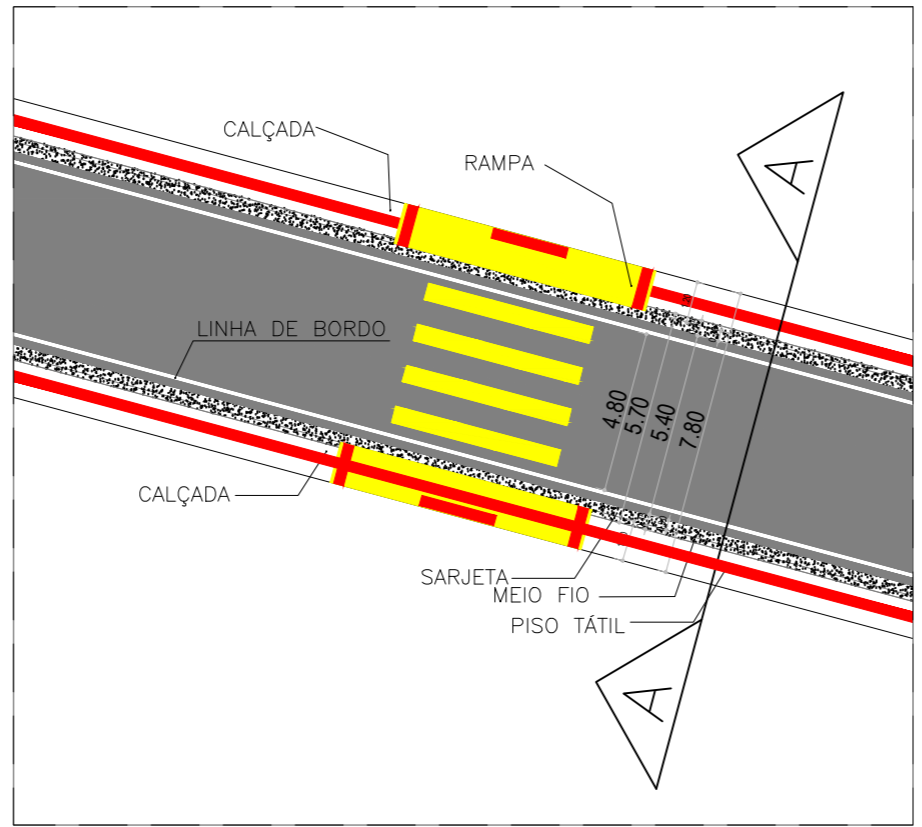 CALÇADA
A
RAMPA
LINHA DE BORDO
4.80
5.70
5.40
7.80
CALÇADA
SARJETA
MEIO FIO
PISO TÁTIL
A